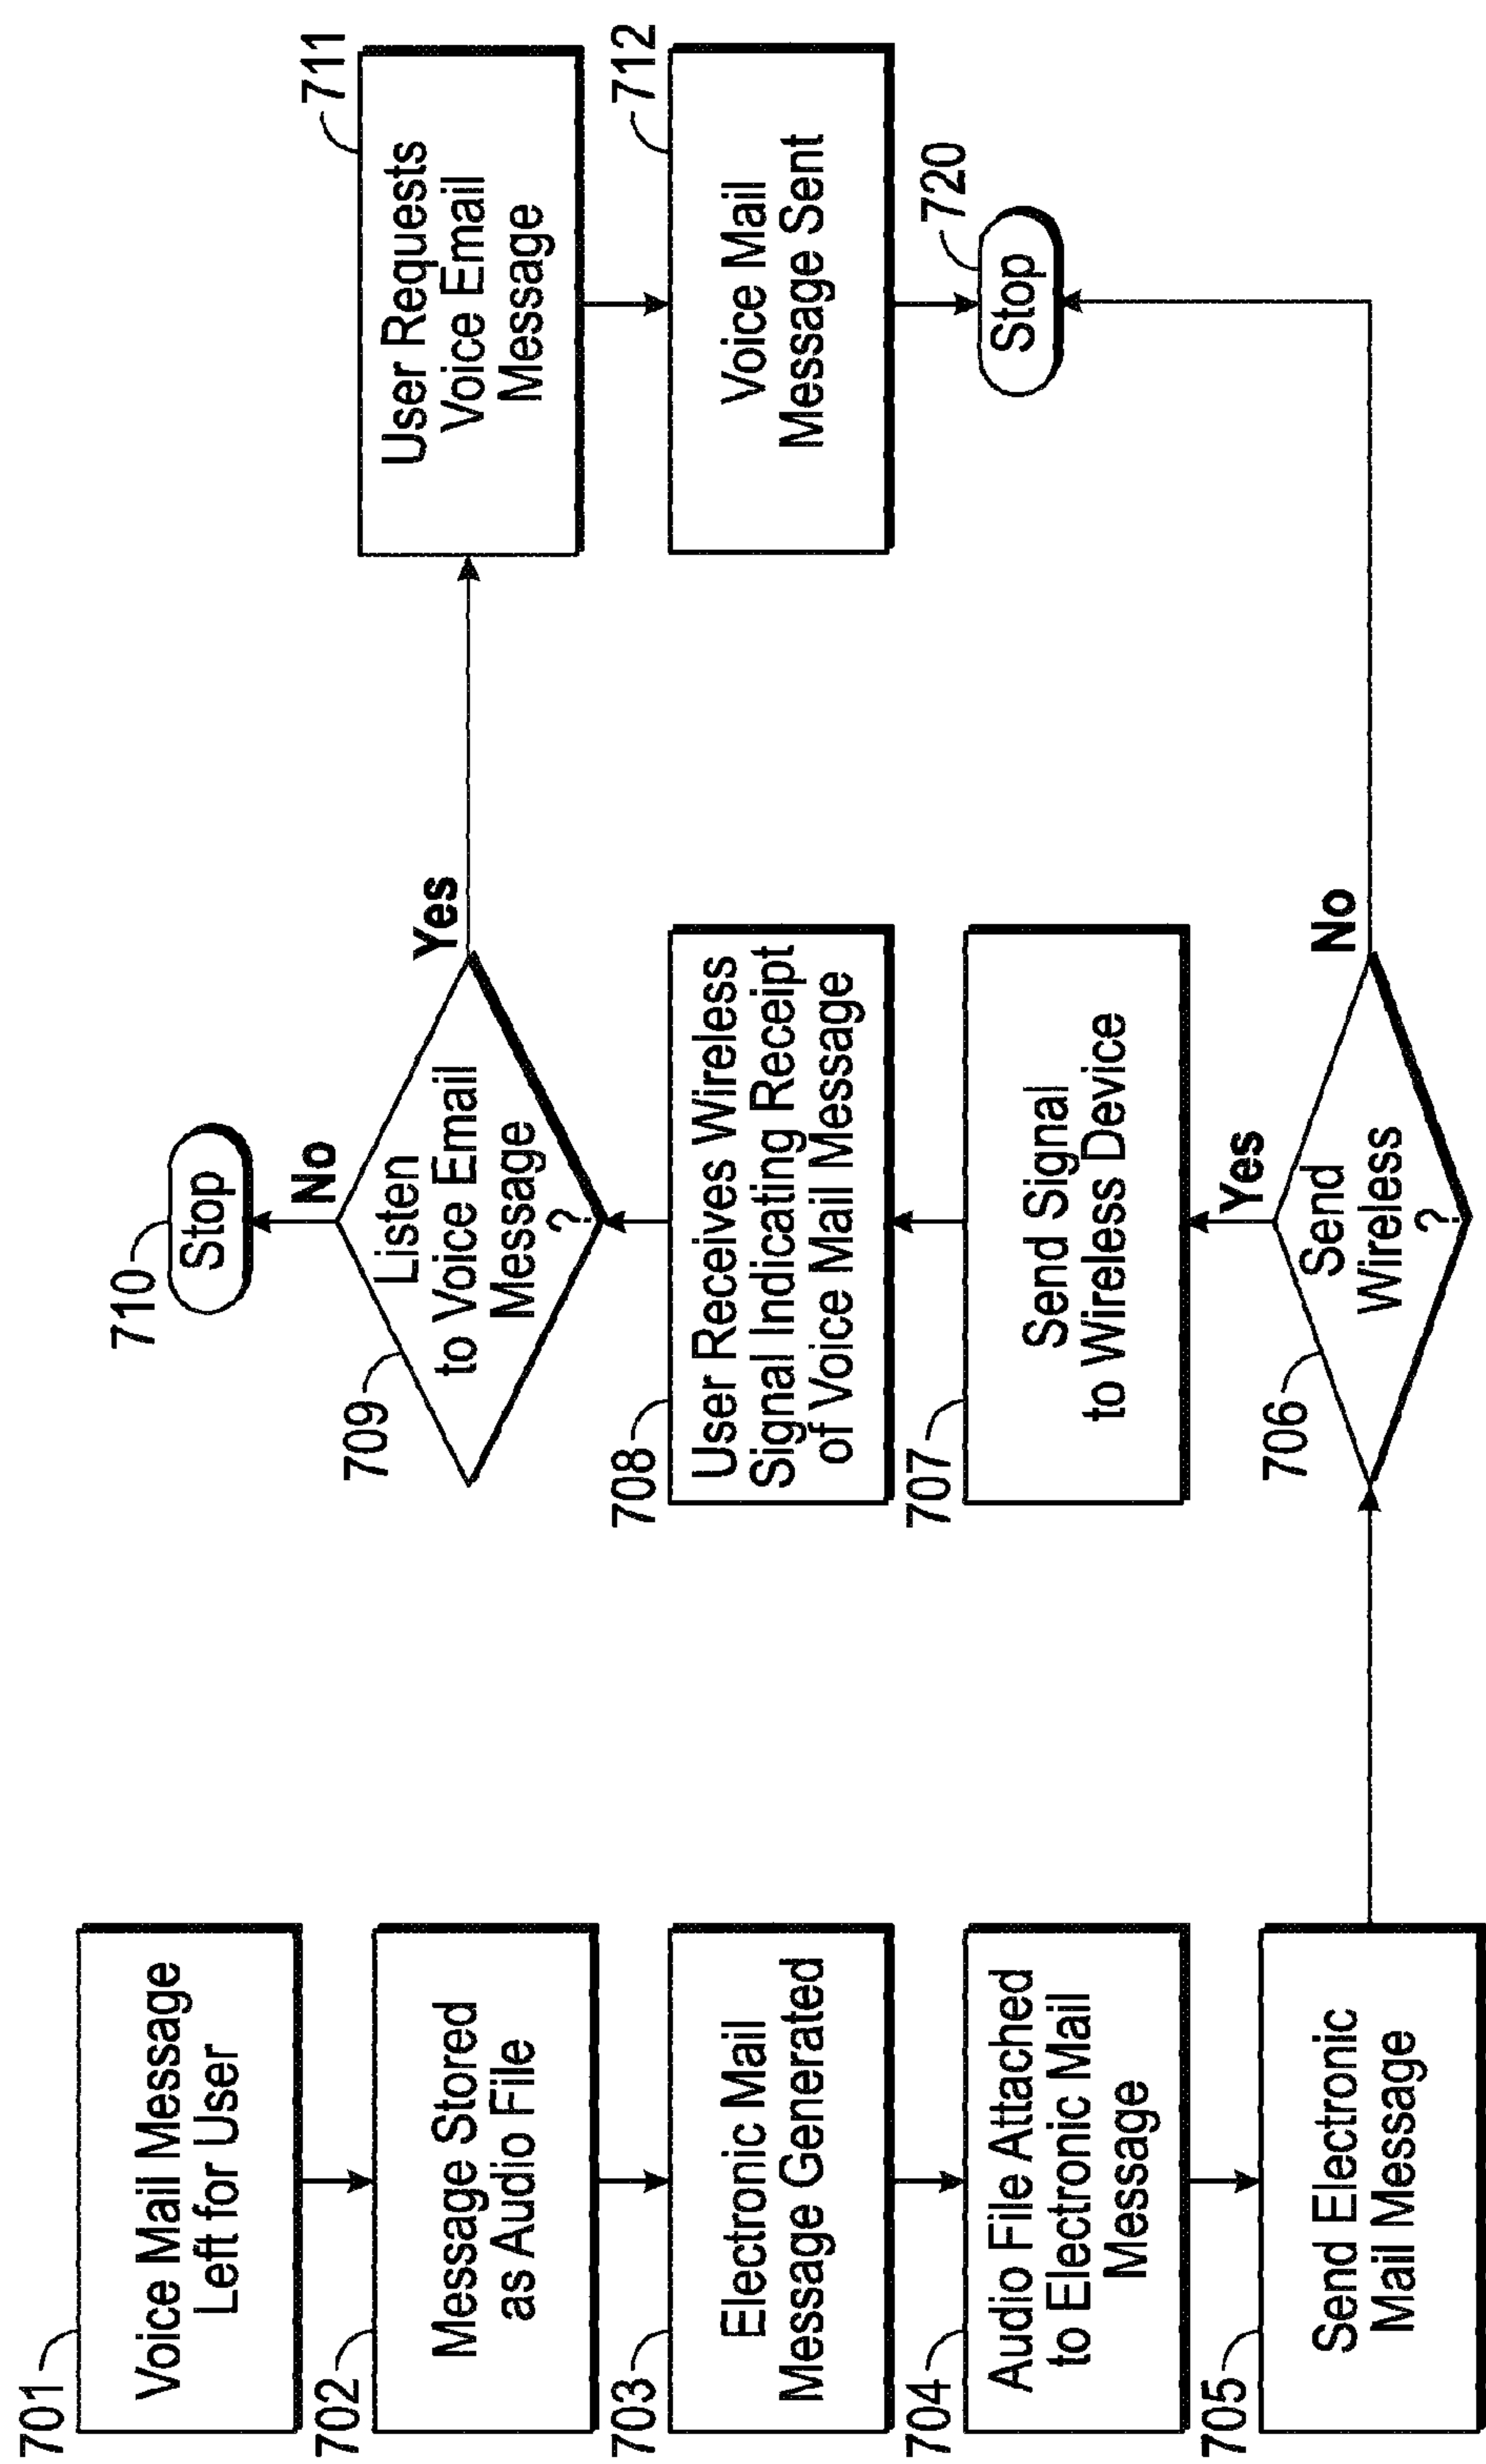 701
Voice Mail Message
Left for User
702
Message Stored
as Audio File
703
Electronic Mail
Message Generated
704
Audio File Attached
to Electronic Mail
Message
705
Send Electronic
Mail Message
706
Send
Wireless
?
Yes
No
707
Send Signal
to Wireless Device
708
User Receives Wireless
Signal Indicating Receipt
of Voice Mail Message
709
Listen
to Voice Email
Message
?
No
Yes
710
Stop
711
User Requests
Voice Email
Message
712
Voice Mail
Message Sent
720
Stop